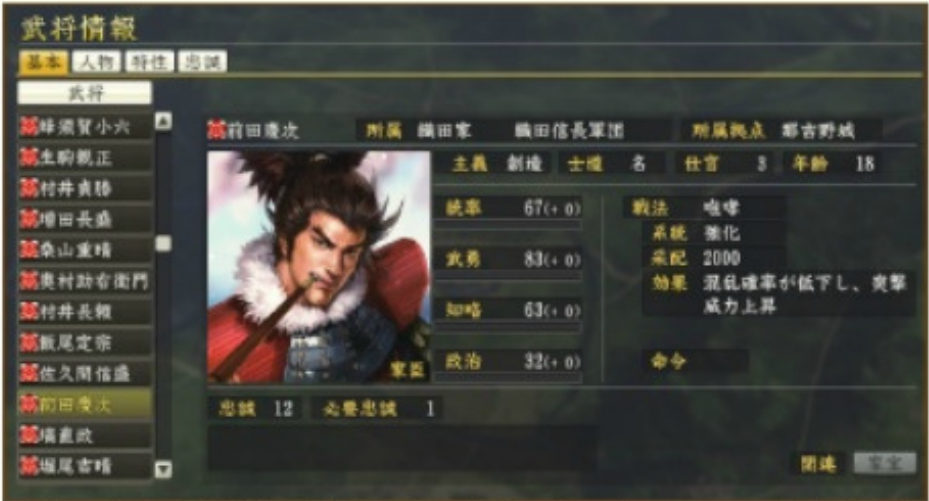 武将情報
基本 人物 特性 忠誠
武将
蜂須賀小六
生駒親正
村井貞勝
増田長盛
桑山重晴
奥村助右衛門
村井長頼
飯尾定宗
佐久間信盛
前田慶次
塙直政
堀尾吉晴
前田慶次 所属 織田家 織田信長軍団 所属拠点 那古野城
主義 創造 士道 名 仕官 3 年齢 18
統率 67(+0)
武勇 83(+0)
知略 63(+0)
政治 32(+0)
家臣
戦法 咆哮
系統 強化
采配 2000
効果 混乱確率が低下し、突撃
威力上昇
命令
忠誠 12 必要忠誠 1
関連